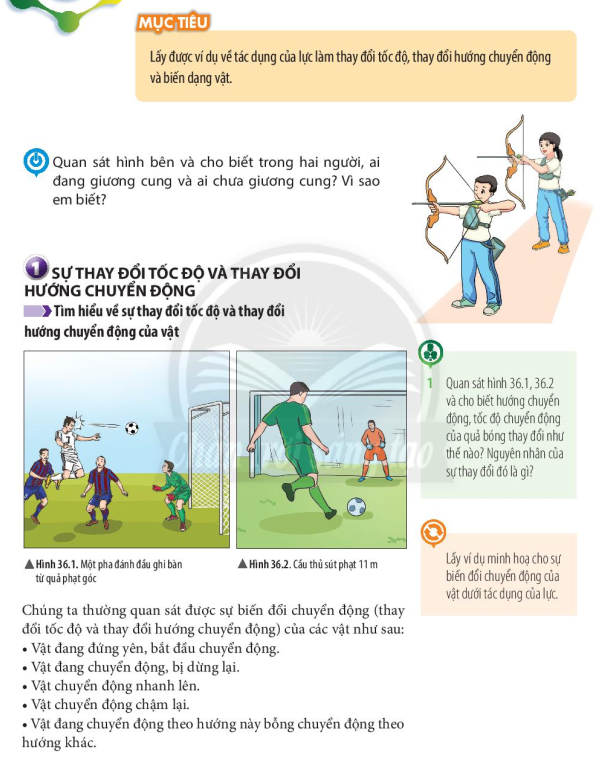 MỤC TIÊU
Lấy được ví dụ về tác dụng của lực làm thay đổi tốc độ, thay đổi hướng chuyển động
và biến dạng vật.
Quan sát hình bên và cho biết trong hai người, ai
đang giương cung và ai chưa giương cung? Vì sao
em biết?
1 SỰ THAY ĐỔI TỐC ĐỘ VÀ THAY ĐỔI
HƯỚNG CHUYỂN ĐỘNG
Tìm hiểu về sự thay đổi tốc độ và thay đổi
hướng chuyển động của vật
Chân trời sáng tạo
▲Hình 36.1. Một pha đánh đầu ghi bàn
từ quả phạt góc
▲Hình 36.2. Cầu thủ sút phạt 11 m
1 Quan sát hình 36.1, 36.2
và cho biết hướng chuyển
động, tốc độ chuyển động
của quả bóng thay đổi như
thế nào? Nguyên nhân của
sự thay đổi đó là gì?
Lấy ví dụ minh hoạ cho sự
biến đổi chuyển động của
vật dưới tác dụng của lực.
Chúng ta thường quan sát được sự biến đổi chuyển động (thay
đổi tốc độ và thay đổi hướng chuyển động) của các vật như sau:
• Vật đang đứng yên, bắt đầu chuyển động.
• Vật đang chuyển động, bị dừng lại.
• Vật chuyển động nhanh lên.
• Vật chuyển động chậm lại.
• Vật đang chuyển động theo hướng này bỗng chuyển động theo
hướng khác.